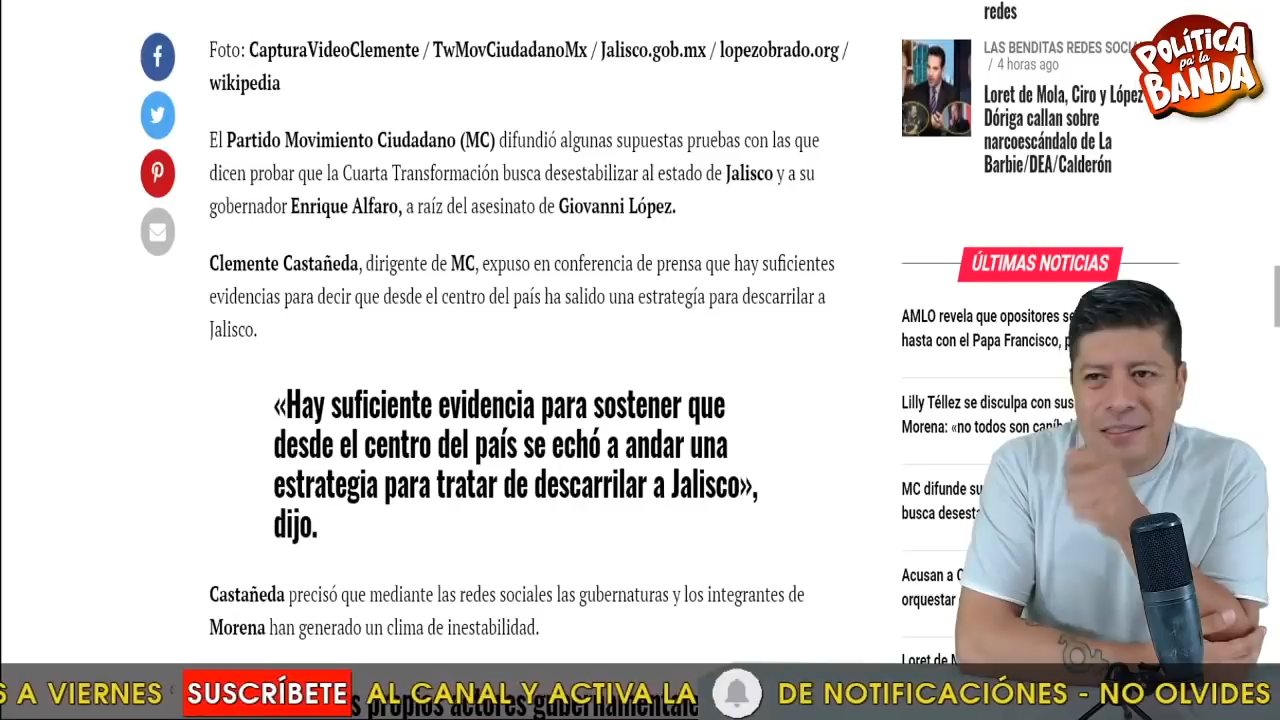 Foto: CapturaVideoClemente / TwMovCiudadanoMx / Jalisco.gob.mx / lopezobrado.org /
wikipedia
El Partido Movimiento Ciudadano (MC) difundió algunas supuestas pruebas con las que
dicen probar que la Cuarta Transformación busca desestabilizar al estado de Jalisco y a su
gobernador Enrique Alfaro, a raíz del asesinato de Giovanni López.
Clemente Castañeda, dirigente de MC, expuso en conferencia de prensa que hay suficientes
evidencias para decir que desde el centro del país ha salido una estrategia para descarrilar a
Jalisco.
«Hay suficiente evidencia para sostener que
desde el centro del país se echó a andar una
estrategia para tratar de descarrilar a Jalisco»,
dijo.
Castañeda precisó que mediante las redes sociales las gubernaturas y los integrantes de
Morena han generado un clima de inestabilidad.
s propios actores gubernamentale
redes
LAS BENDITAS REDES SOCI
/ 4 horas ago
Loret de Mola, Ciro y López
Dóriga callan sobre
narcoescándalo de La
Barbie/DEA/Calderón
POLÍTICA
pa' la
BANDA
ÚLTIMAS NOTICIAS
AMLO revela que opositores se
hasta con el Papa Francisco, p
Lilly Téllez se disculpa con sus
Morena: «no todos son caníb
MC difunde su
busca desest
Acusan a
orquestar
Loret de M
S A VIERNES SUSCRÍBETE AL CANAL Y ACTIVA LA DE NOTIFICACIÓNES - NO OLVIDES